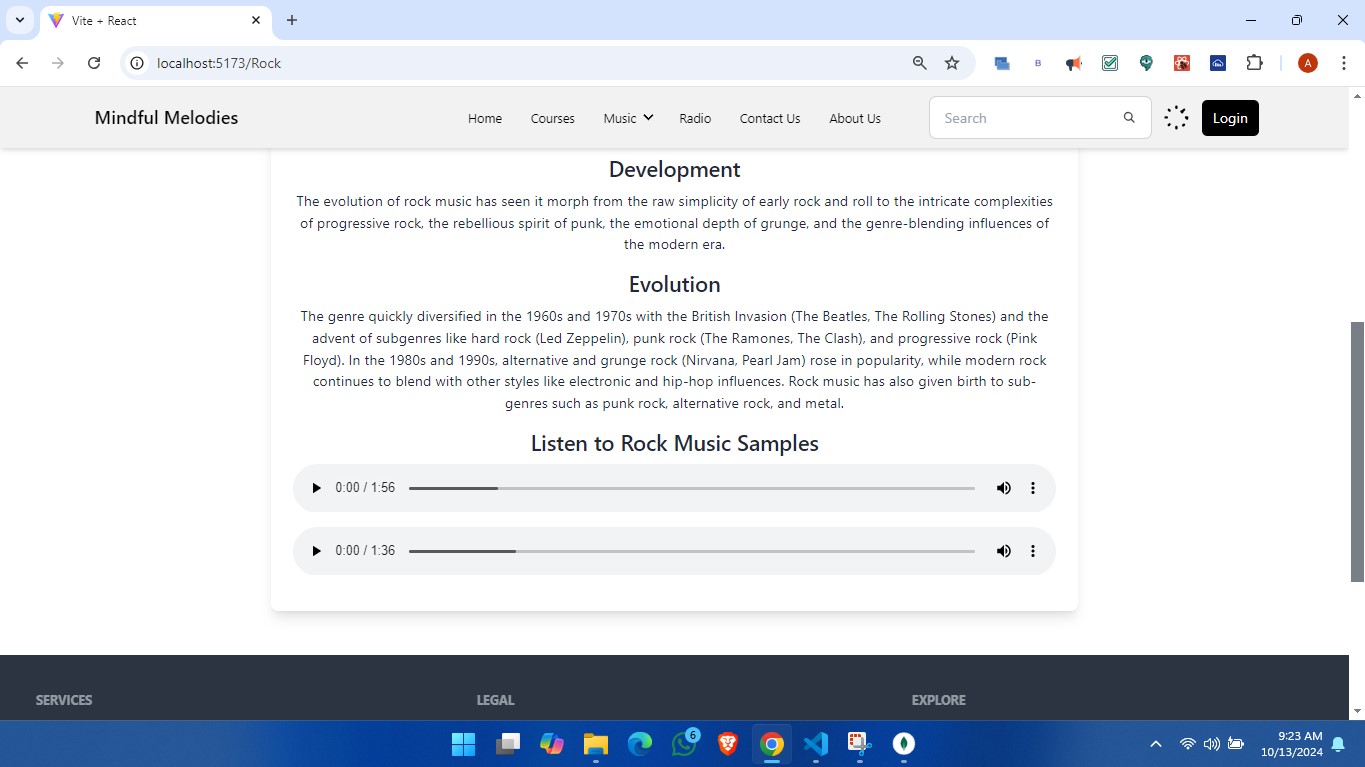 Vite + React
localhost:5173/Rock
B
A
Mindful Melodies
Home
Courses
Music
Radio
Contact Us
About Us
Search
Login
Development
The evolution of rock music has seen it morph from the raw simplicity of early rock and roll to the intricate complexities
of progressive rock, the rebellious spirit of punk, the emotional depth of grunge, and the genre-blending influences of
the modern era.
Evolution
The genre quickly diversified in the 1960s and 1970s with the British Invasion (The Beatles, The Rolling Stones) and the
advent of subgenres like hard rock (Led Zeppelin), punk rock (The Ramones, The Clash), and progressive rock (Pink
Floyd). In the 1980s and 1990s, alternative and grunge rock (Nirvana, Pearl Jam) rose in popularity, while modern rock
continues to blend with other styles like electronic and hip-hop influences. Rock music has also given birth to sub-
genres such as punk rock, alternative rock, and metal.
Listen to Rock Music Samples
0:00 / 1:56
0:00 / 1:36
SERVICES
LEGAL
EXPLORE
6
9:23 AM
10/13/2024